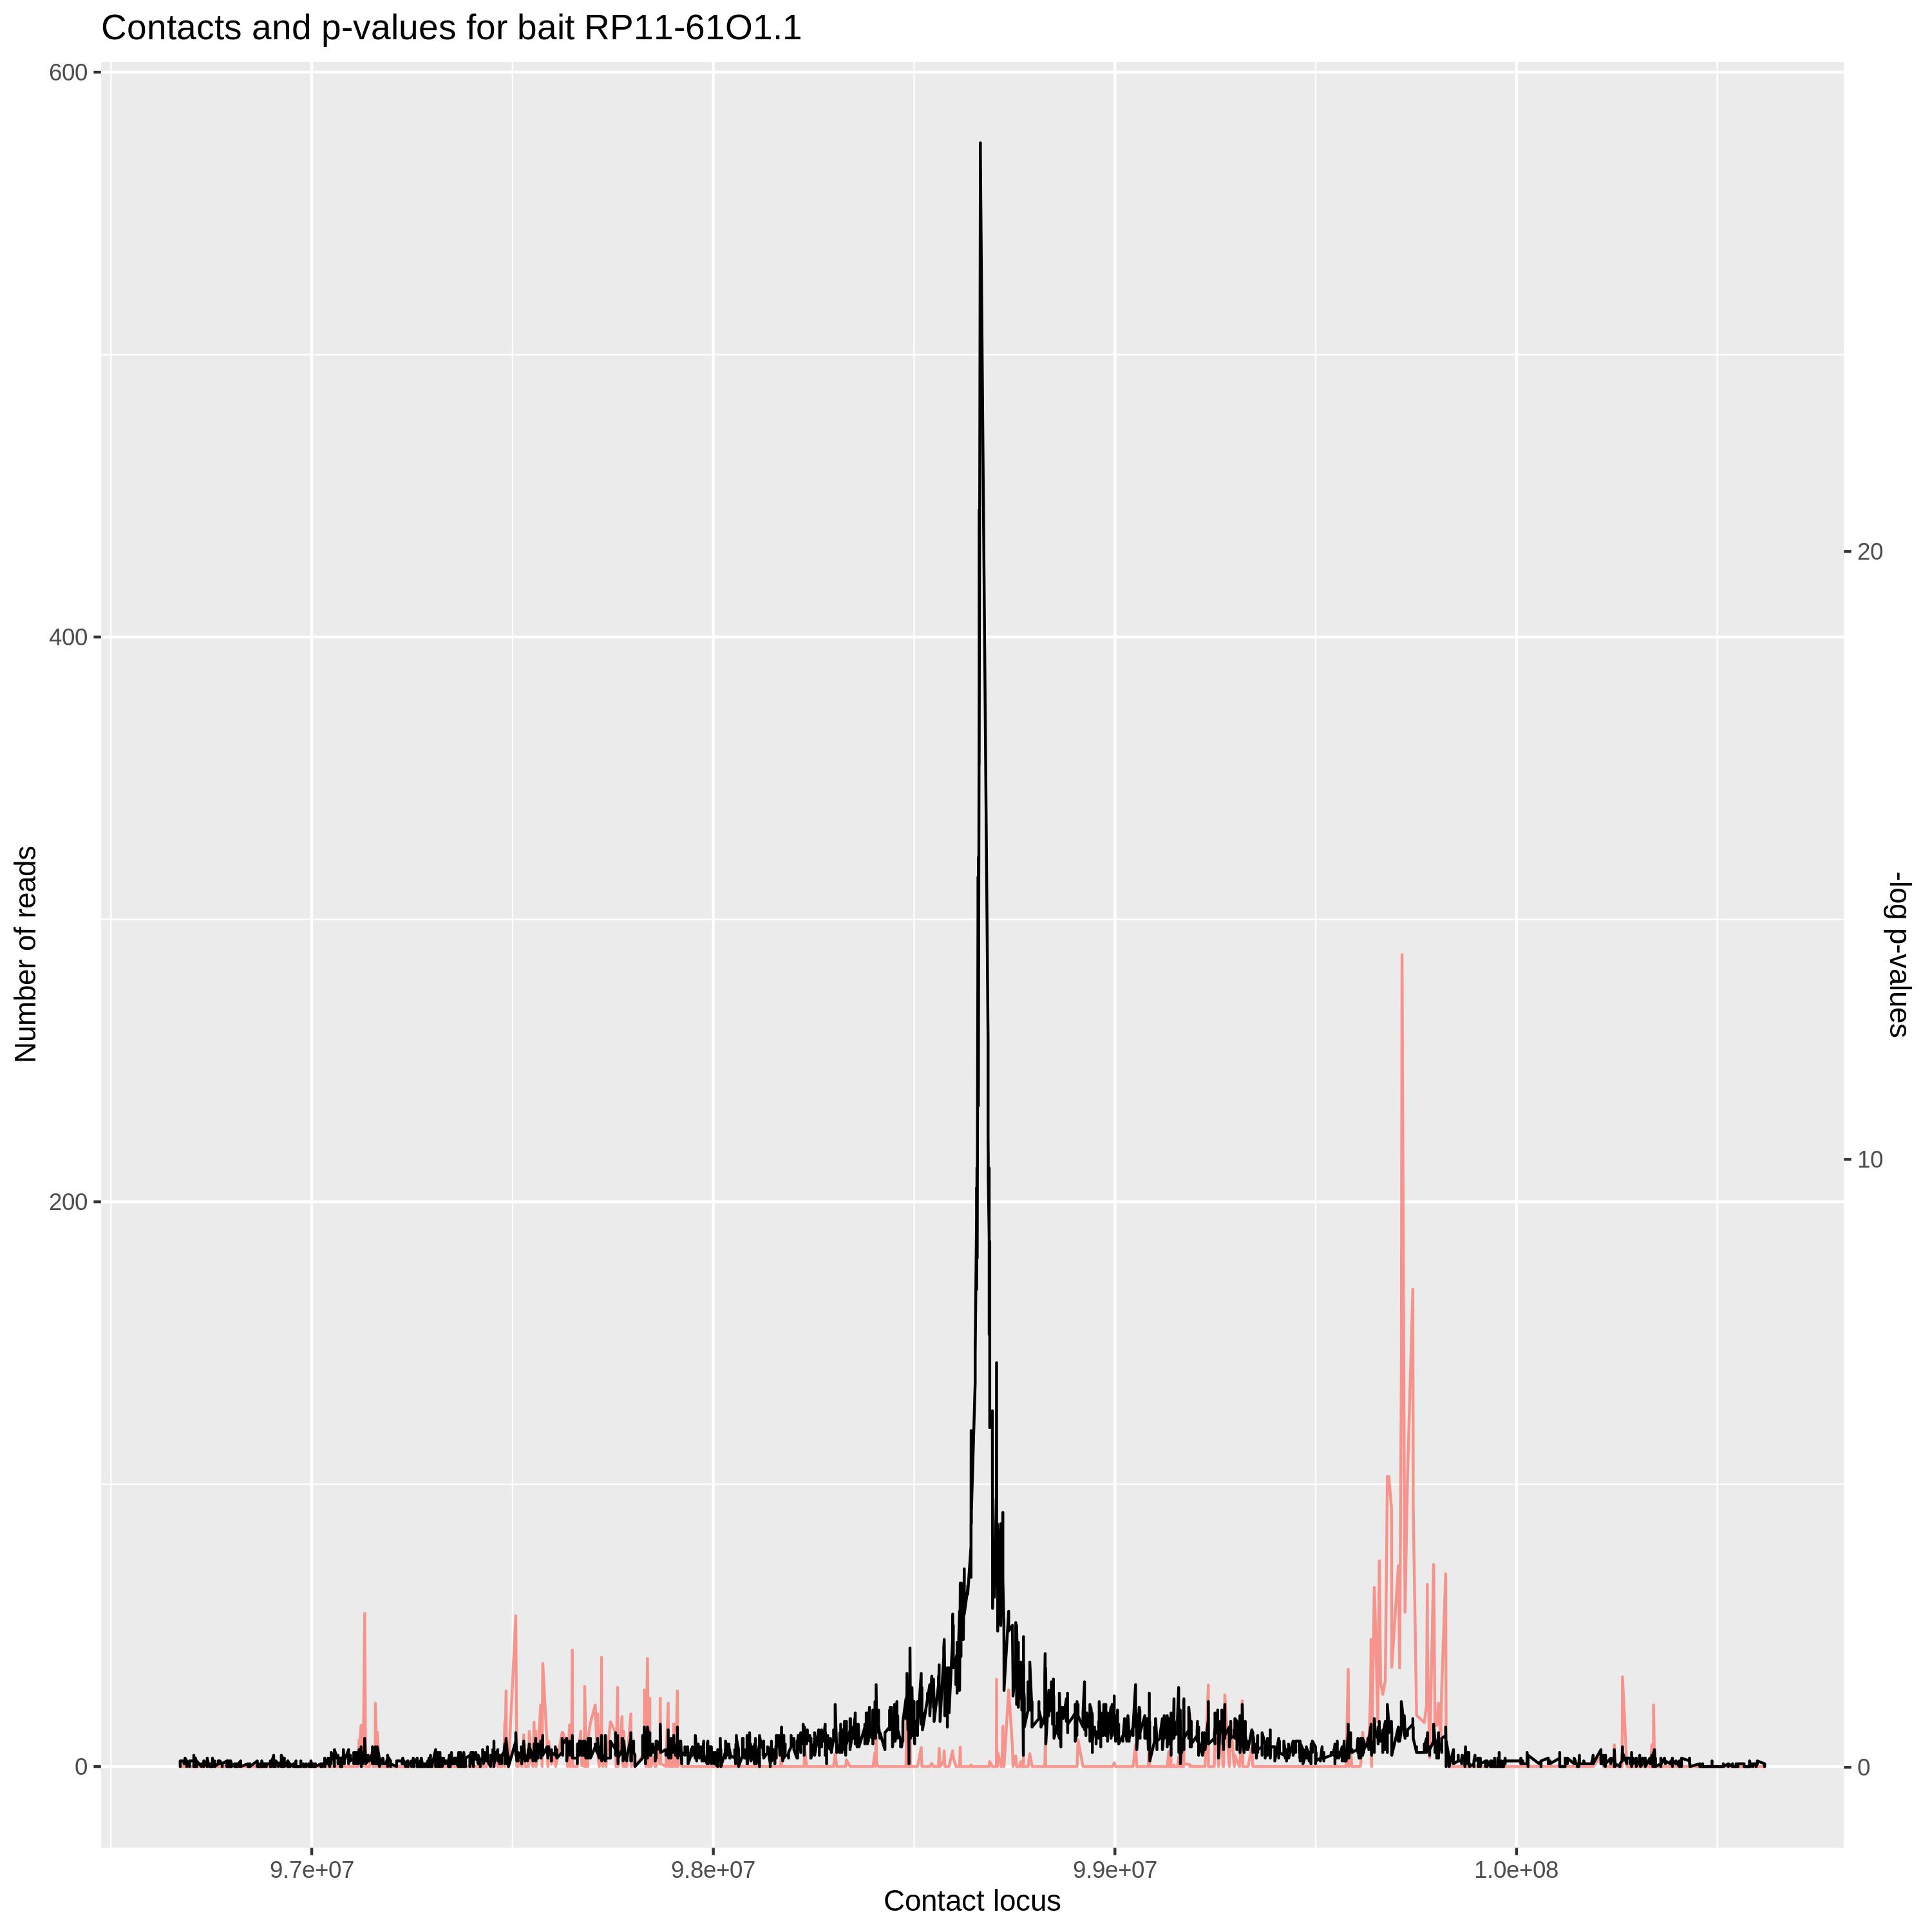 Contacts and p-values for bait RP11-61O1.1
600
400
200
0
Number of reads
20
10
0
-log p-values
9.7e+07
9.8e+07
9.9e+07
1.0e+08
Contact locus